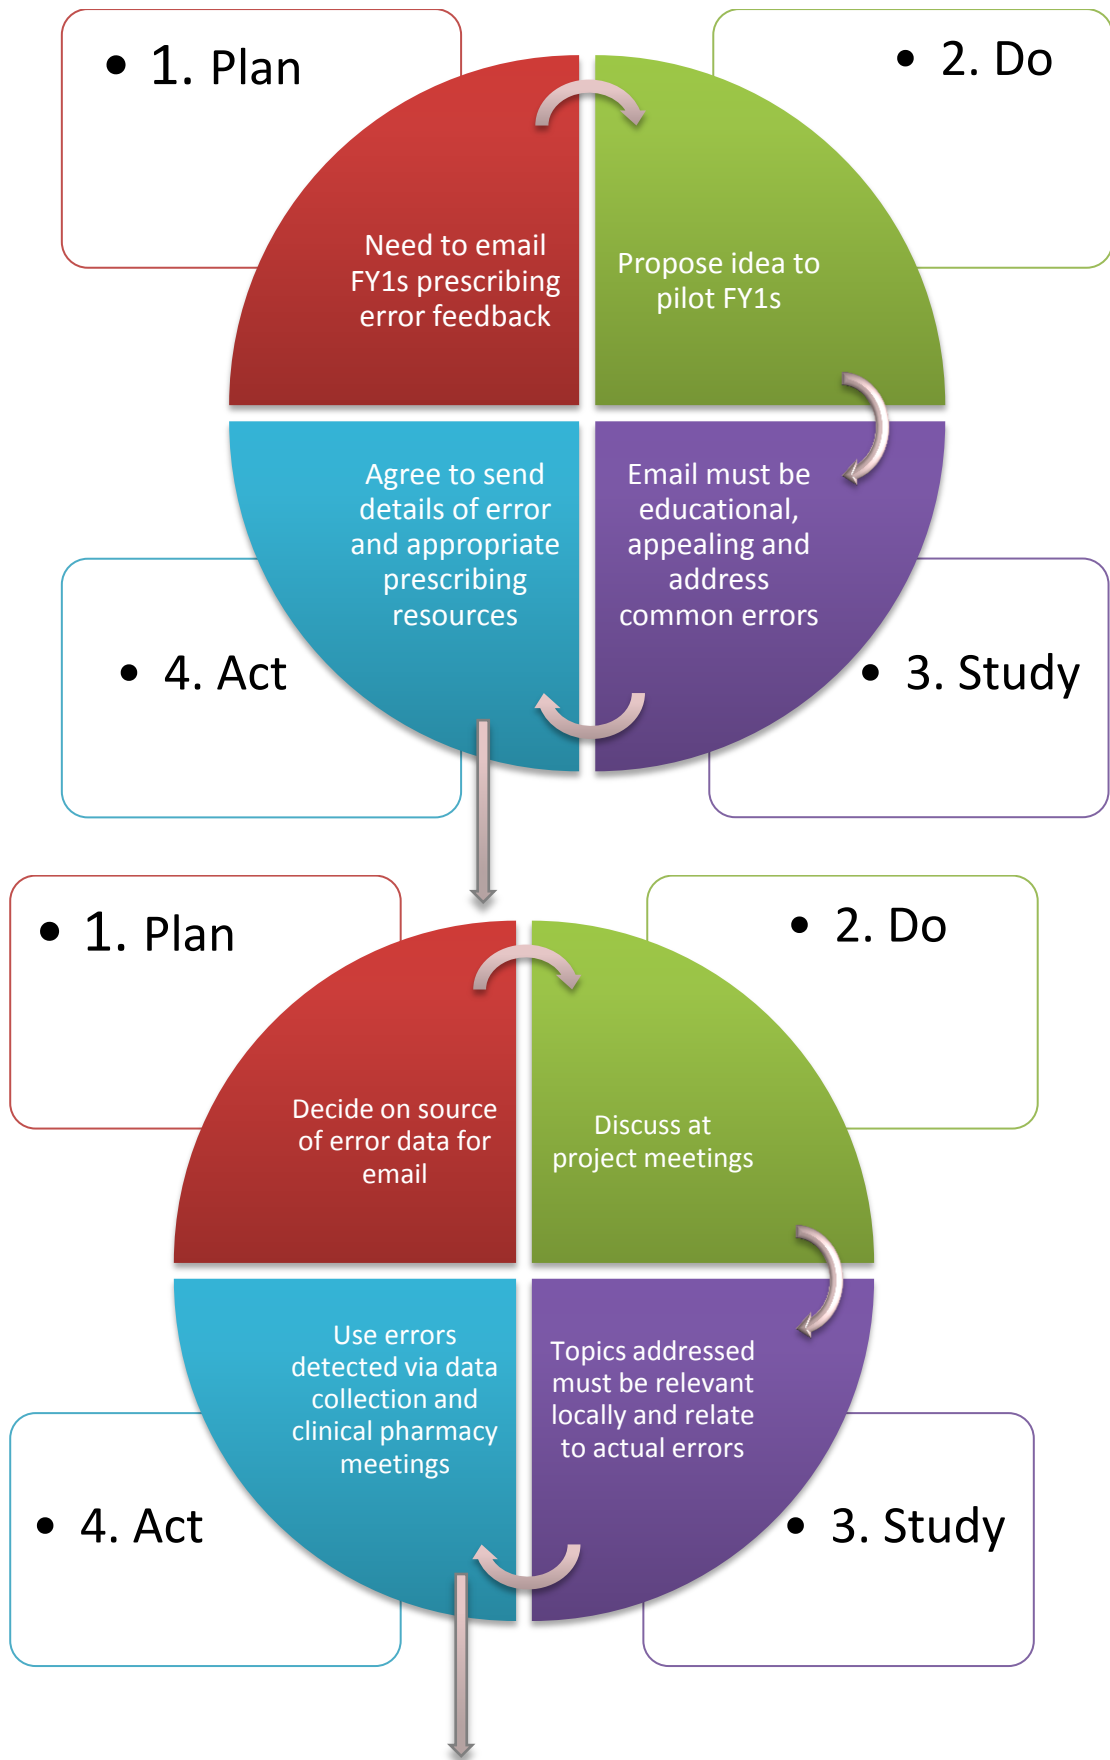 • 1. Plan
• 2. Do
Need to email
FY1s prescribing
error feedback
Propose idea to
pilot FY1s
Agree to send
details of error
and appropriate
prescribing
resources
Email must be
educational,
appealing and
address
common errors
• 4. Act
• 3. Study
• 1. Plan
• 2. Do
Decide on source
of error data for
email
Discuss at
project meetings
Use errors
detected via data
collection and
clinical pharmacy
meetings
Topics addressed
must be relevant
locally and relate
to actual errors
• 4. Act
• 3. Study